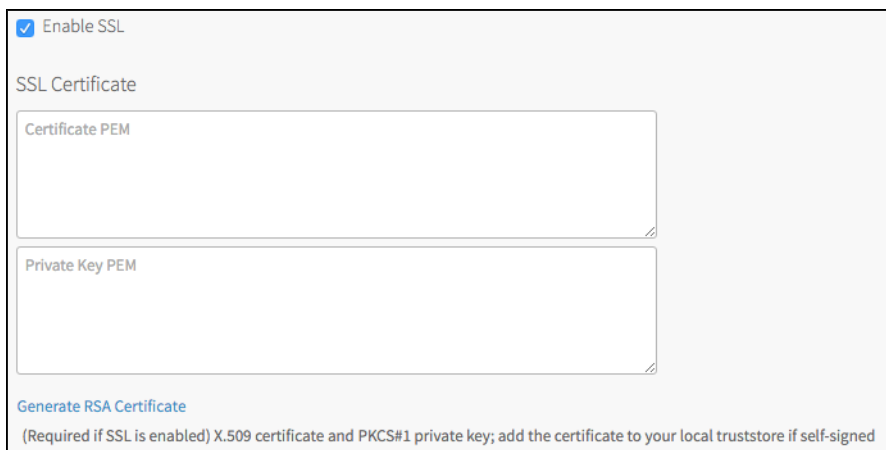 Enable SSL
SSL Certificate
Certificate PEM
Private Key PEM
Generate RSA Certificate
(Required if SSL is enabled) X.509 certificate and PKCS#1 private key; add the certificate to your local truststore if self-signed